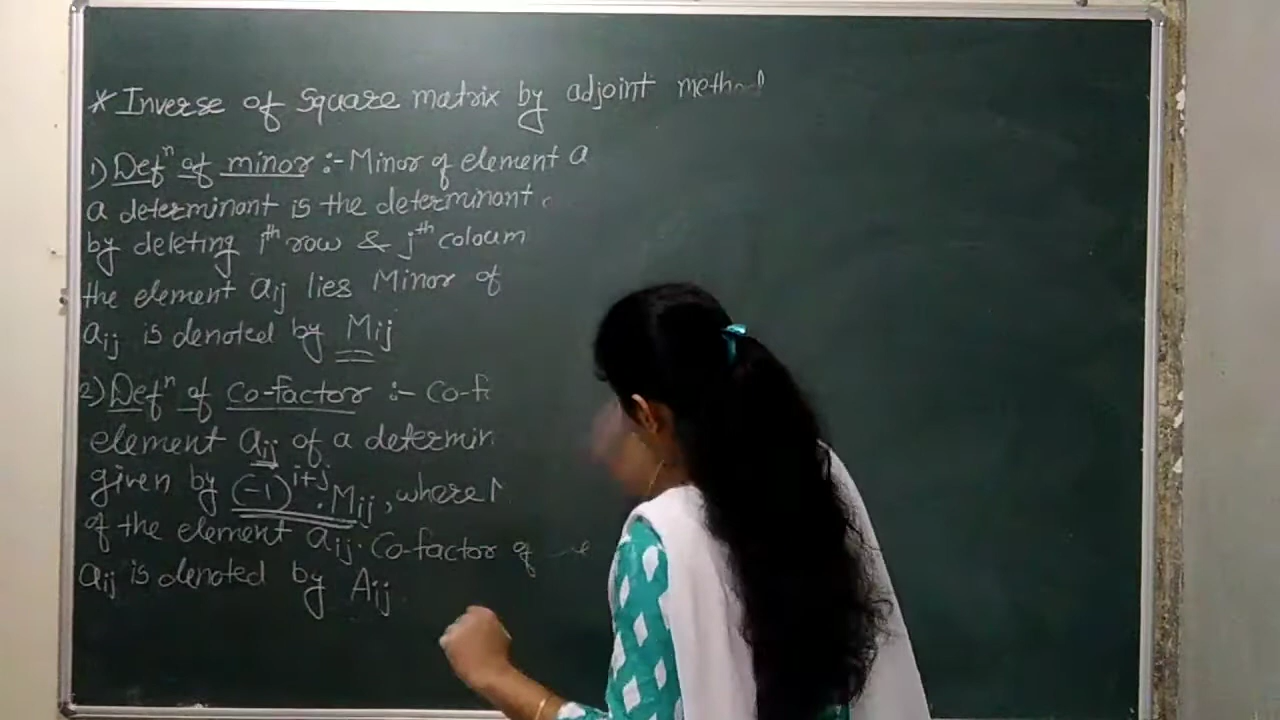 * Inverse of square matrix by adjoint method
1) Defⁿ of minor :- Minor of element a
a determinant is the determinant
by deleting iᵗʰ row & jᵗʰ coloum
the element aij lies Minor of
aij is denoted by Mij
2) Defⁿ of Co-factor :- Co-f
element aij of a determin
given by (-1)^i+j . Mij, where
of the element aij. Co-factor of
aij is denoted by Aij